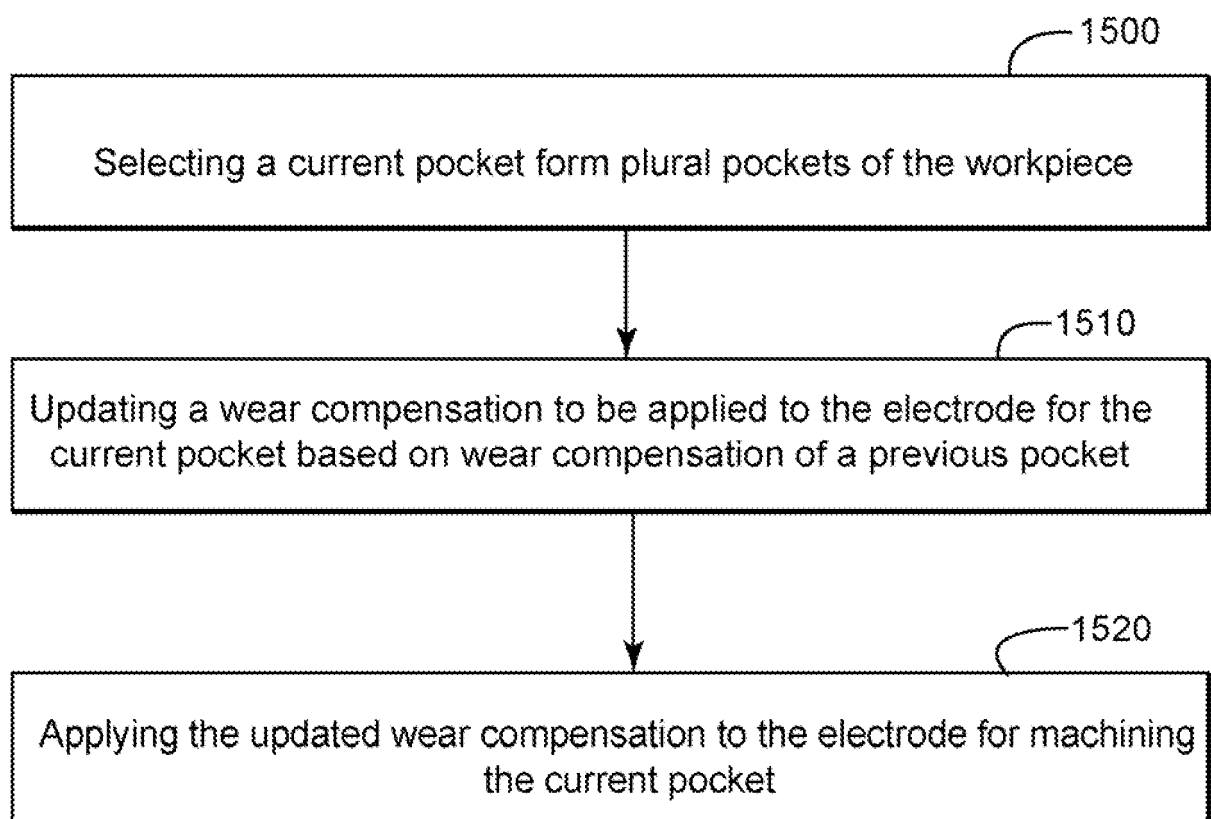 1500
Selecting a current pocket form plural pockets of the workpiece
1510
Updating a wear compensation to be applied to the electrode for the
current pocket based on wear compensation of a previous pocket
1520
Applying the updated wear compensation to the electrode for machining
the current pocket